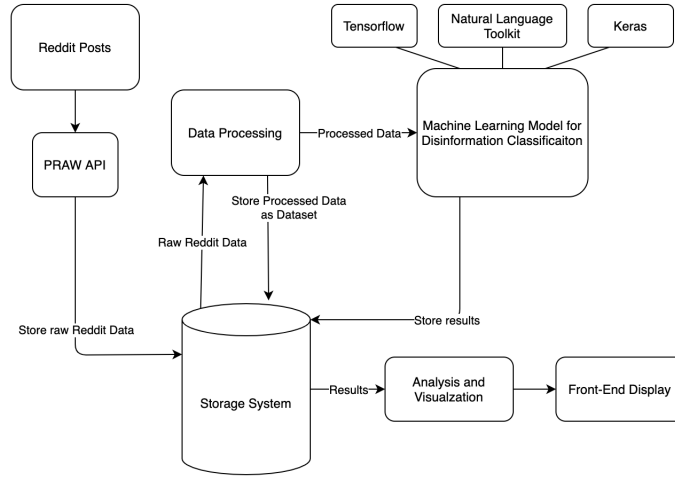 Reddit Posts
Tensorflow
Natural Language
Toolkit
Keras
PRAW API
Data Processing
Processed Data
Machine Learning Model for
Disinformation Classificaiton
Store Processed Data
as Dataset
Raw Reddit Data
Store raw Reddit Data
Store results
Storage System
Results
Analysis and
Visualzation
Front-End Display